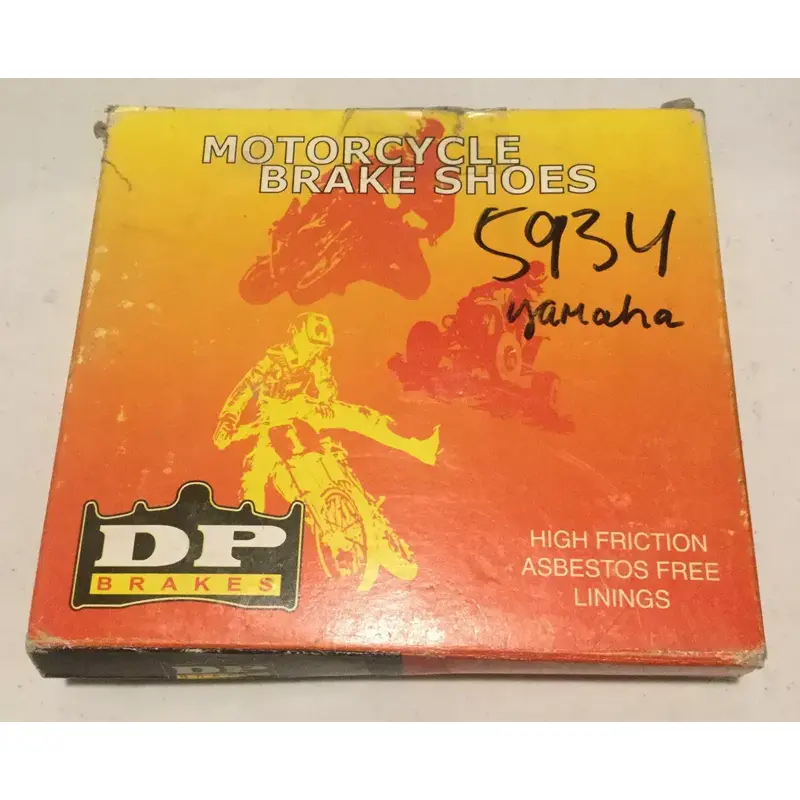 MOTORCYCLE
BRAKE SHOES
5934
yamaha
DP
BRAKES
HIGH FRICTION
ASBESTOS FREE
LININGS
DP